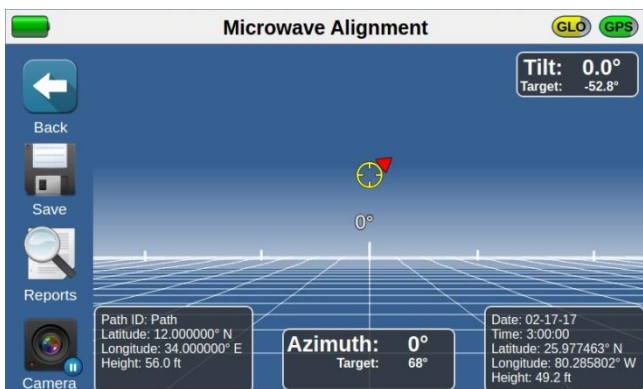 Microwave Alignment
GLO GPS
Tilt: 0.0°
Target: -52.8°
Back
Save
0°
Reports
Path ID: Path
Latitude: 12.000000° N
Longitude: 34.000000° E
Height: 56.0 ft
Azimuth: 0°
Target: 68°
Date: 02-17-17
Time: 3:00:00
Latitude: 25.977463° N
Longitude: 80.285802° W
Height: 49.2 ft
Camera